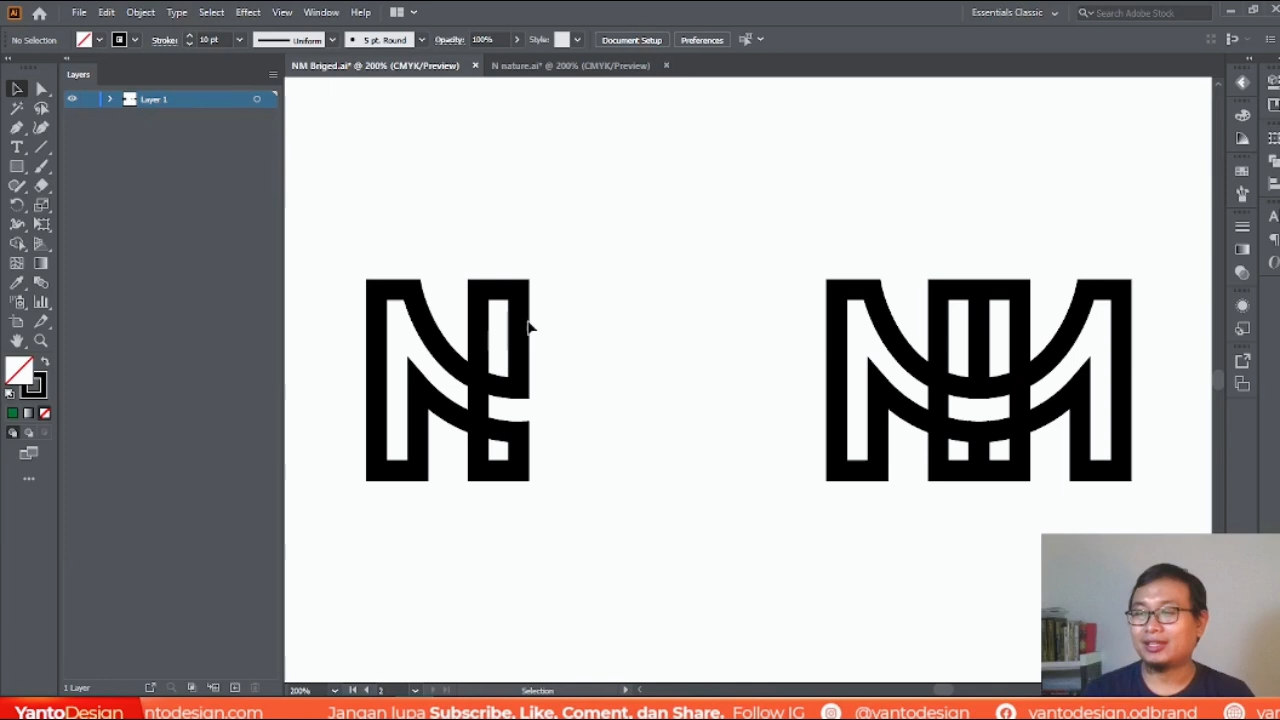 Ai File Edit Object Type Select Effect View Window Help Essentials Classic Search Adobe Stock
No Selection Stroke: 10 pt Uniform 5 pt. Round Opacity: 100% Style: Document Setup Preferences
Layers NM Briged.ai* @ 200% (CMYK/Preview) × N nature.ai* @ 200% (CMYK/Preview) ×
Layer 1
NM
1 Layer 200% 2 Selection
YantoDesign ntodesign.com Jangan lupa Subscribe, Like, Coment, dan Share. Follow IG @yantodesign yantodesign.odbrand